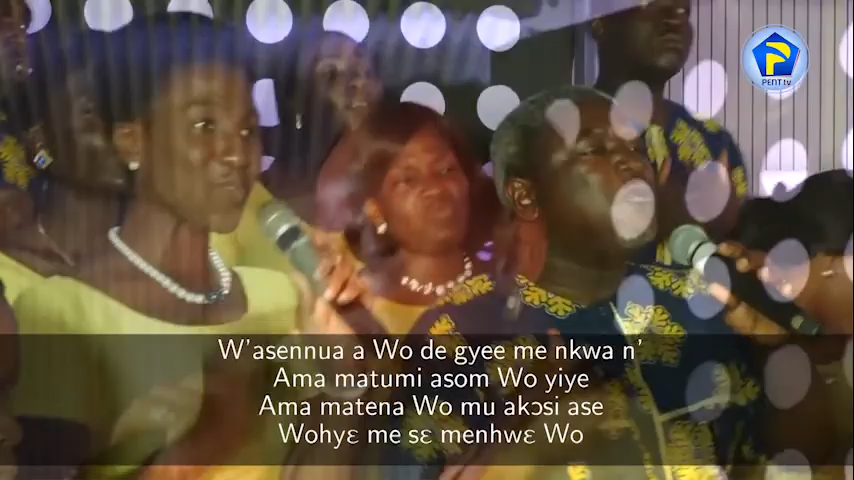 PENT tv
W'asennua a Wo de gyee me nkwa n'
Ama matumi asom Wo yiye
Ama matena Wo mu akɔsi ase
Wohyɛ me sɛ menhwɛ Wo